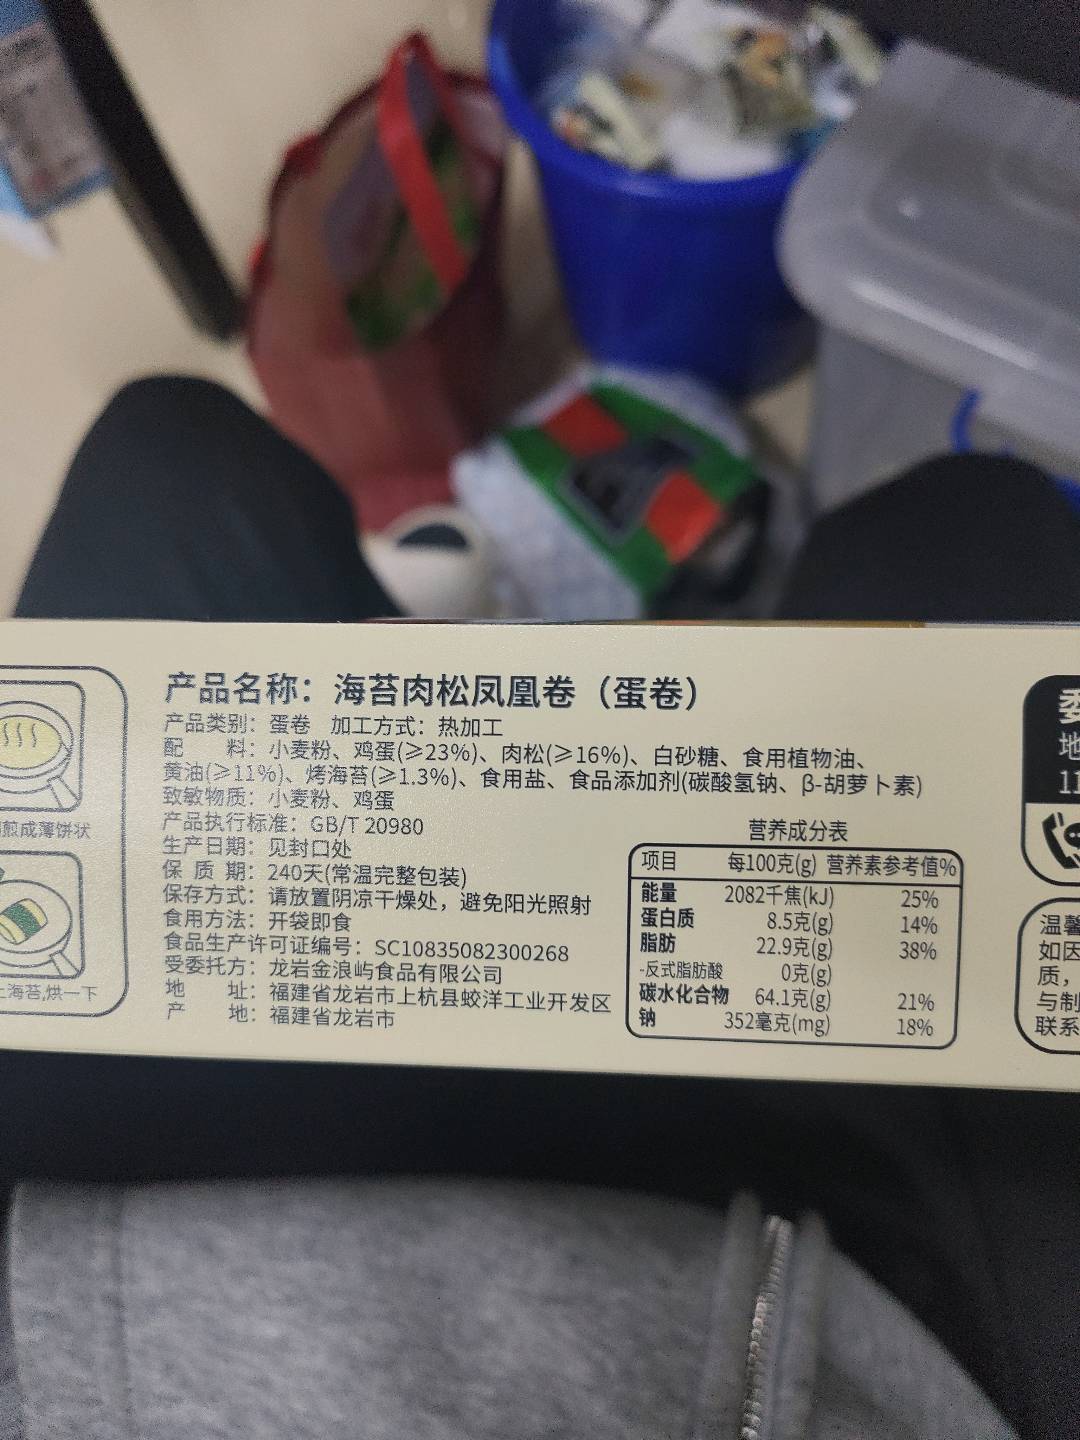 产品名称：海苔肉松凤凰卷（蛋卷）
产品类别：蛋卷 加工方式：热加工
配 料：小麦粉、鸡蛋(≥23%)、肉松(≥16%)、白砂糖、食用植物油、
黄油(≥11%)、烤海苔(≥1.3%)、食用盐、食品添加剂(碳酸氢钠、β-胡萝卜素)
致敏物质：小麦粉、鸡蛋
产品执行标准：GB/T 20980
生产日期：见封口处
保 质 期：240天(常温完整包装)
保存方式：请放置阴凉干燥处，避免阳光照射
食用方法：开袋即食
食品生产许可证编号：SC10835082300268
受委托方：龙岩金浪屿食品有限公司
地 址：福建省龙岩市上杭县蛟洋工业开发区
产 地：福建省龙岩市
营养成分表
项目 每100克(g) 营养素参考值%
能量 2082千焦(kJ) 25%
蛋白质 8.5克(g) 14%
脂肪 22.9克(g) 38%
-反式脂肪酸 0克(g)
碳水化合物 64.1克(g) 21%
钠 352毫克(mg) 18%
煎成薄饼状
海苔,烘一下
委
地
11
温馨
如因
质，
与制
联系